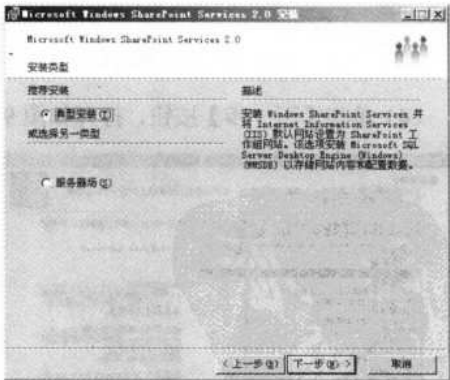 Microsoft Windows SharePoint Services 2.0 安装
Microsoft Windows SharePoint Services 2.0
安装类型
推荐安装
典型安装(T)
或选择另一类型
服务器场(S)
描述
安装 Windows SharePoint Services 并
将 Internet Information Services
(IIS) 默认网站设置为 SharePoint 工
作组网站。该选项安装 Microsoft SQL
Server Desktop Engine (Windows)
(WMSDE) 以存储网站内容和配置数据。
<上一步(B)
下一步(N)>
取消